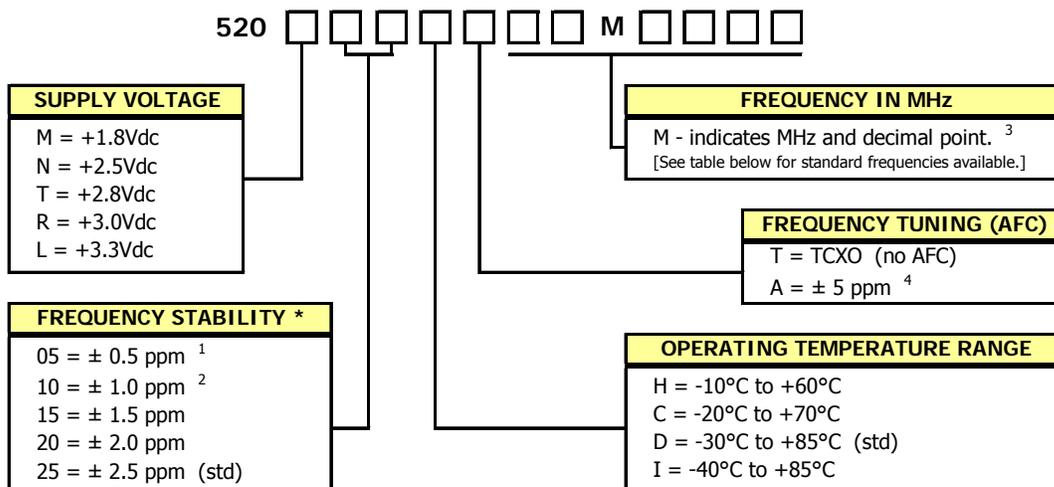 520 M
SUPPLY VOLTAGE
M = +1.8Vdc
N = +2.5Vdc
T = +2.8Vdc
R = +3.0Vdc
L = +3.3Vdc
FREQUENCY STABILITY *
05 = ± 0.5 ppm 1
10 = ± 1.0 ppm 2
15 = ± 1.5 ppm
20 = ± 2.0 ppm
25 = ± 2.5 ppm (std)
FREQUENCY IN MHz
M - indicates MHz and decimal point. 3
[See table below for standard frequencies available.]
FREQUENCY TUNING (AFC)
T = TCXO (no AFC)
A = ± 5 ppm 4
OPERATING TEMPERATURE RANGE
H = -10°C to +60°C
C = -20°C to +70°C
D = -30°C to +85°C (std)
I = -40°C to +85°C